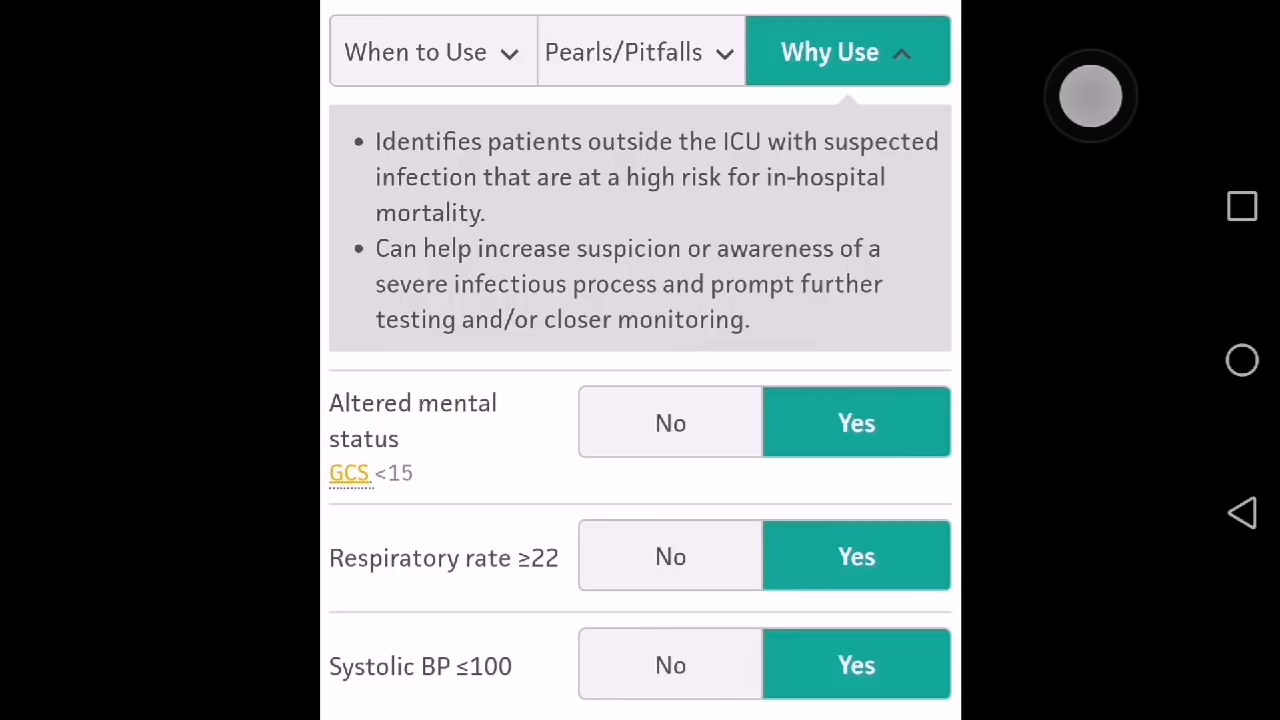 When to Use
Pearls/Pitfalls
Why Use
• Identifies patients outside the ICU with suspected
infection that are at a high risk for in-hospital
mortality.
• Can help increase suspicion or awareness of a
severe infectious process and prompt further
testing and/or closer monitoring.
Altered mental
status
GCS <15
No
Yes
Respiratory rate ≥22
No
Yes
Systolic BP ≤100
No
Yes